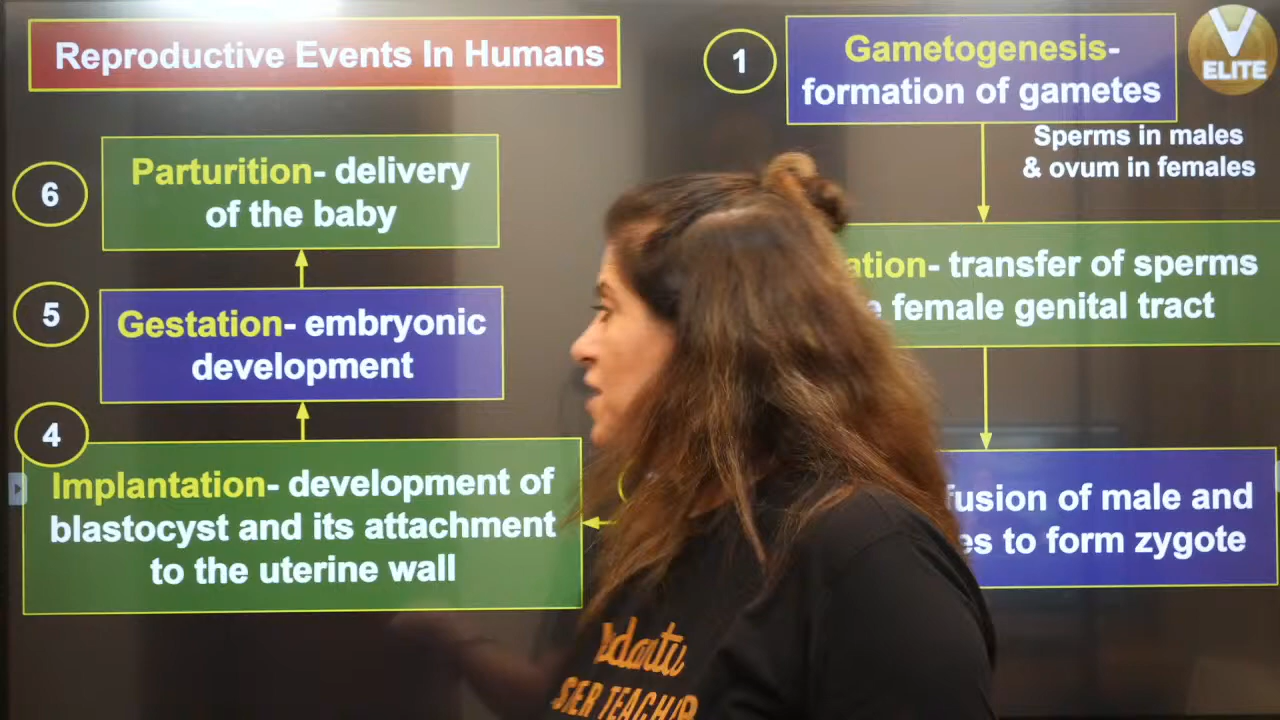 Reproductive Events In Humans
1
Gametogenesis-
formation of gametes
V
ELITE
Sperms in males
& ovum in females
6
Parturition- delivery
of the baby
transfer of sperms
female genital tract
5
Gestation- embryonic
development
4
Implantation- development of
blastocyst and its attachment
to the uterine wall
fusion of male and
to form zygote
TEACHER